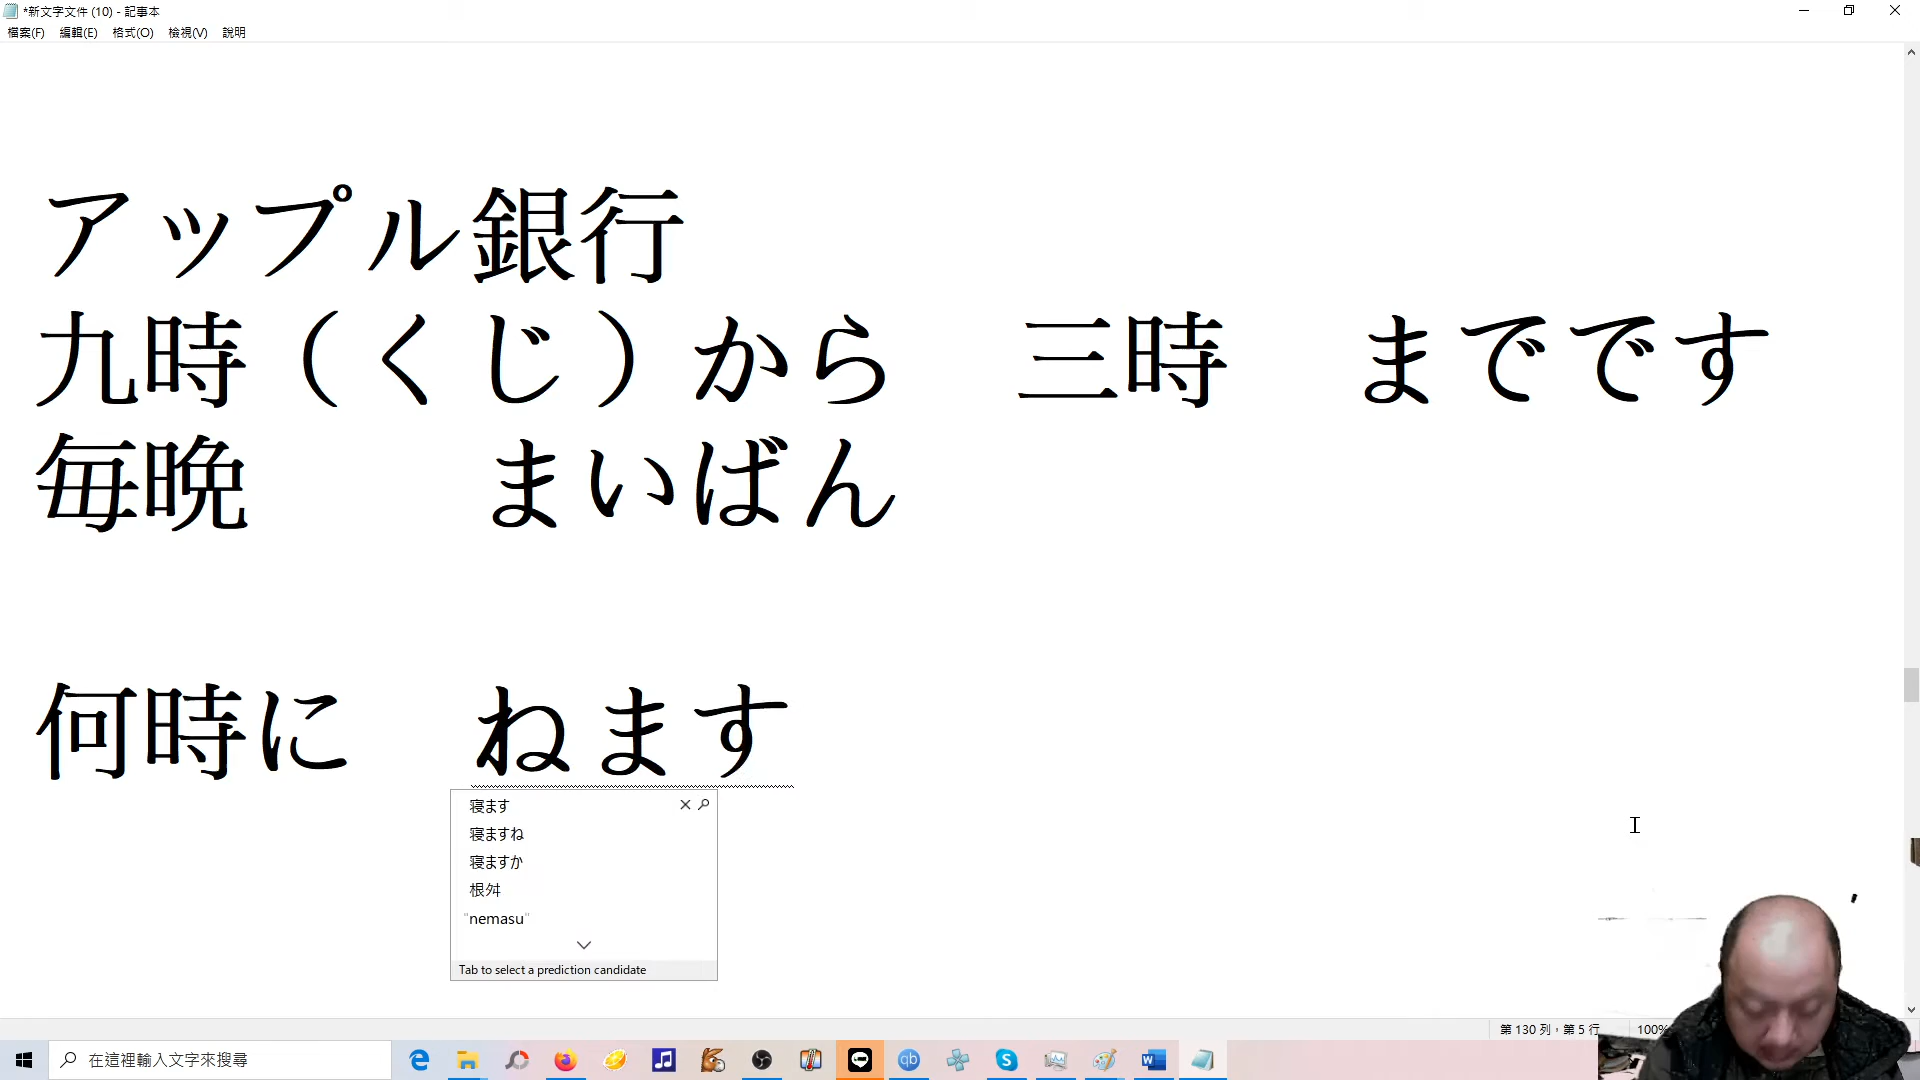 *新文字文件 (10) - 記事本
檔案(F) 編輯(E) 格式(O) 檢視(V) 說明
アップル銀行
九時（くじ）から　三時　までです
毎晩　　まいばん
何時に　ねます
寝ます
寝ますね
寝ますか
根舛
"nemasu"
Tab to select a prediction candidate
第 130 列，第 5 行 100%
在這裡輸入文字來搜尋
qb